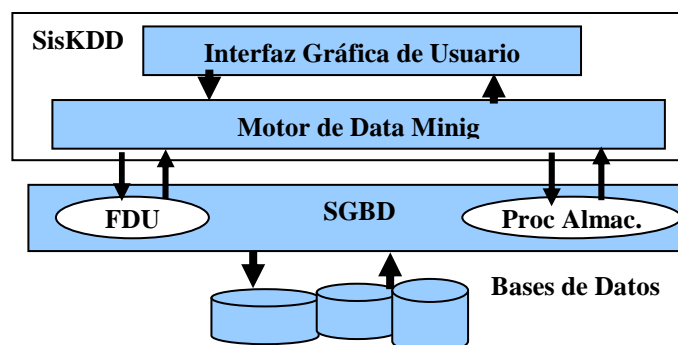 SisKDD
Interfaz Gráfica de Usuario
Motor de Data Minig
FDU
SGBD
Proc Almac.
Bases de Datos